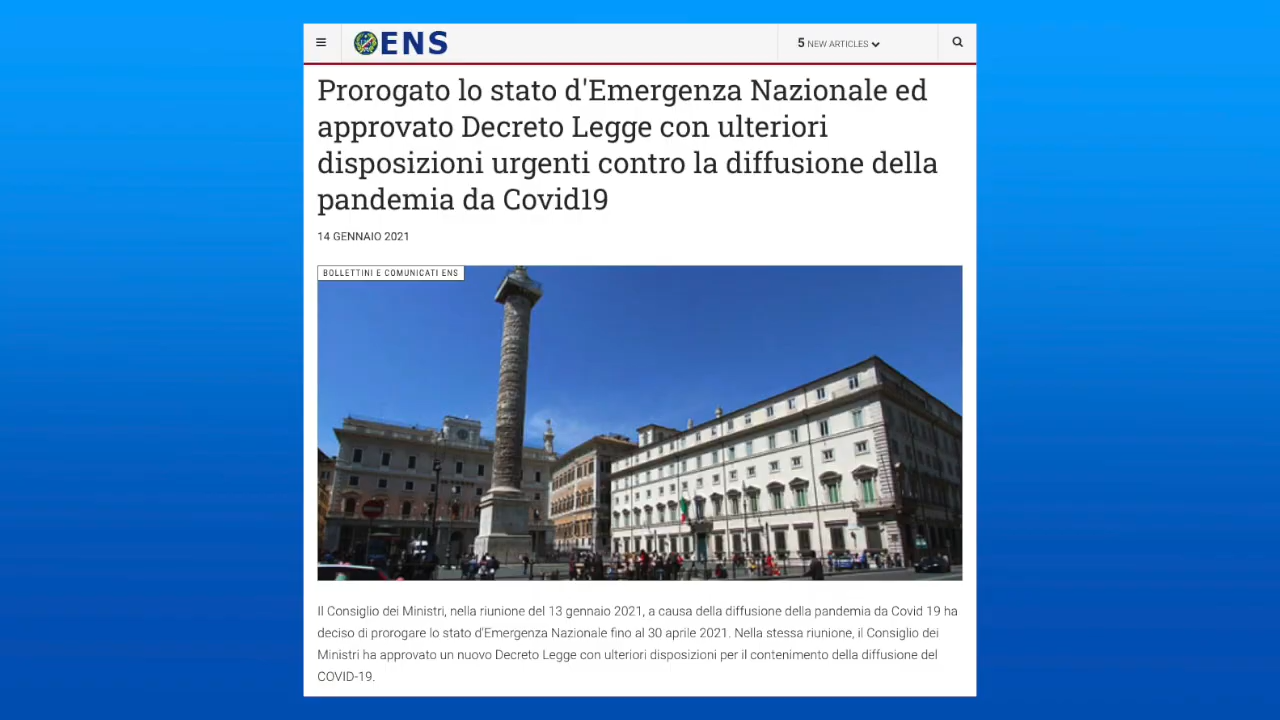 ENS
5 NEW ARTICLES
Prorogato lo stato d'Emergenza Nazionale ed
approvato Decreto Legge con ulteriori
disposizioni urgenti contro la diffusione della
pandemia da Covid19
14 GENNAIO 2021
BOLLETTINI E COMUNICATI ENS
Il Consiglio dei Ministri, nella riunione del 13 gennaio 2021, a causa della diffusione della pandemia da Covid 19 ha
deciso di prorogare lo stato d'Emergenza Nazionale fino al 30 aprile 2021. Nella stessa riunione, il Consiglio dei
Ministri ha approvato un nuovo Decreto Legge con ulteriori disposizioni per il contenimento della diffusione del
COVID-19.